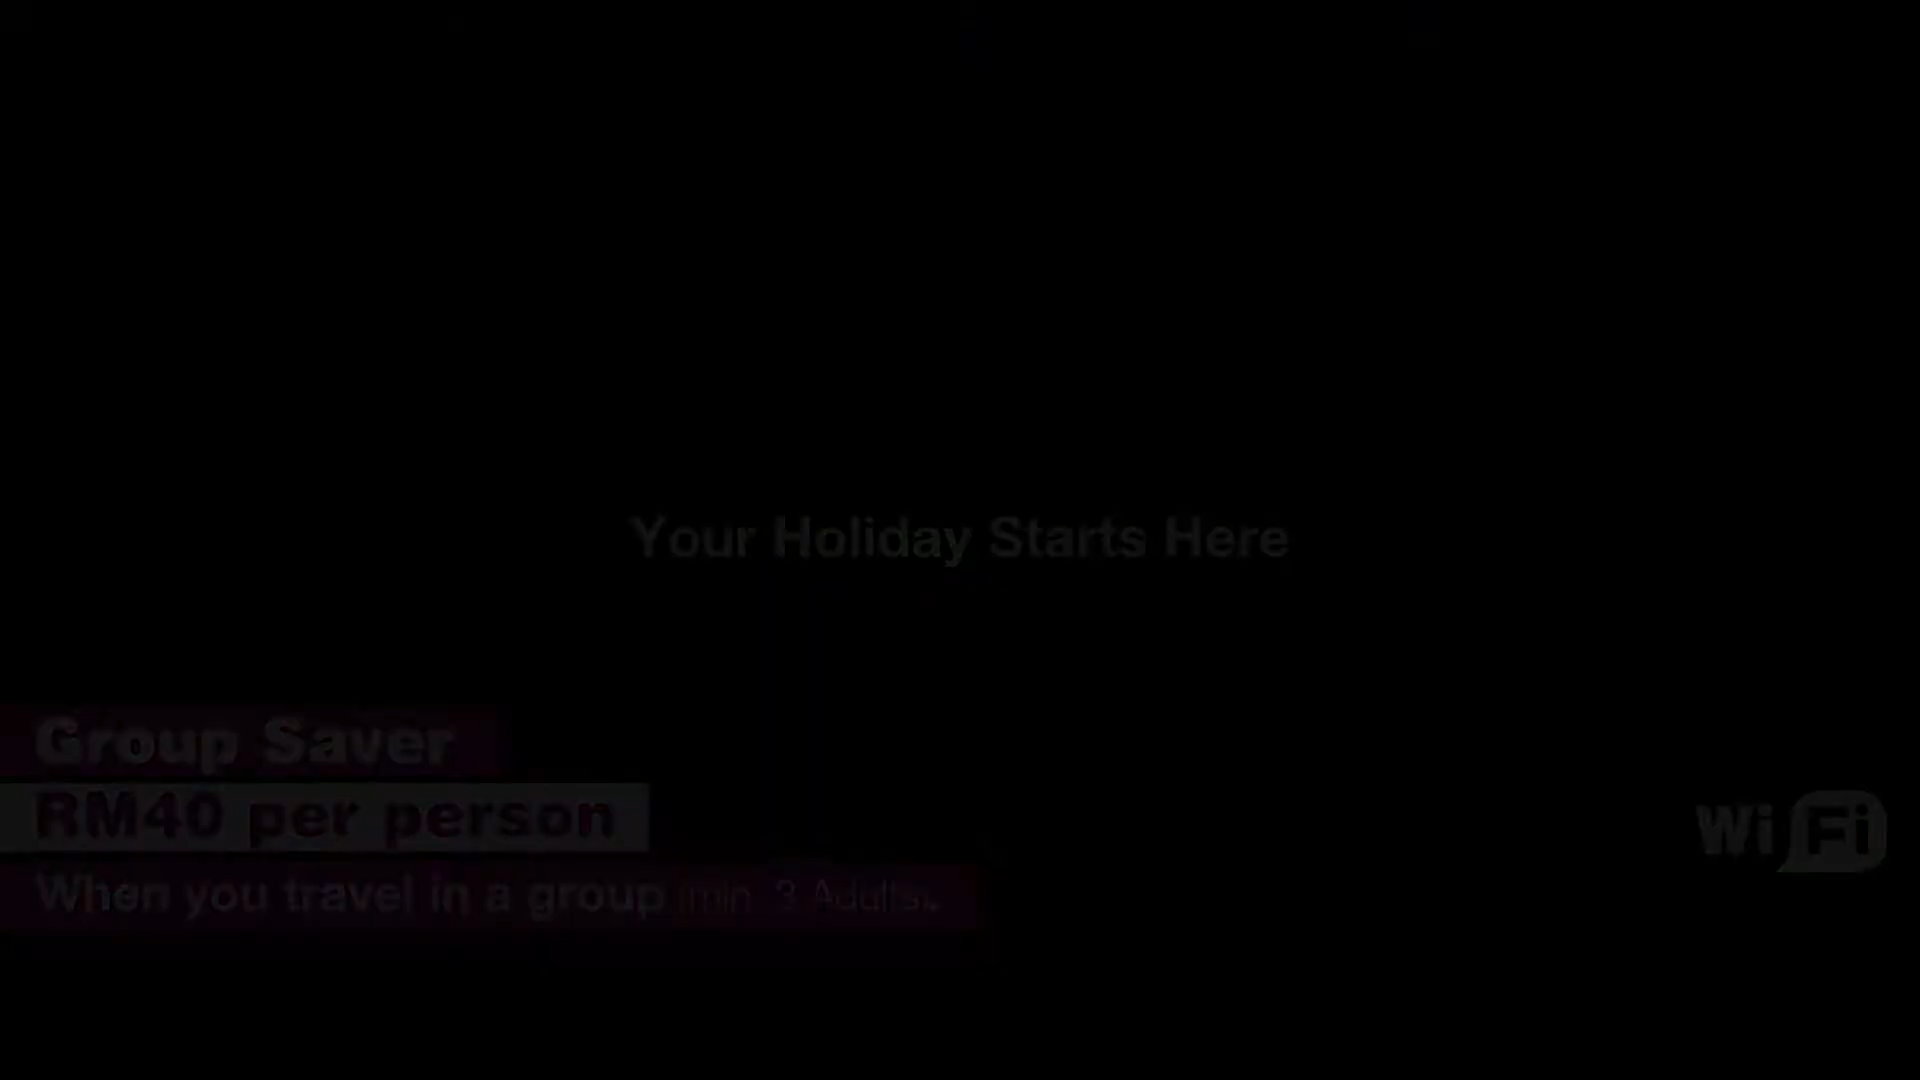 Your Holiday Starts Here
Group Saver
RM40 per person
When you travel in a group (min. 3 Adults).
WiFi